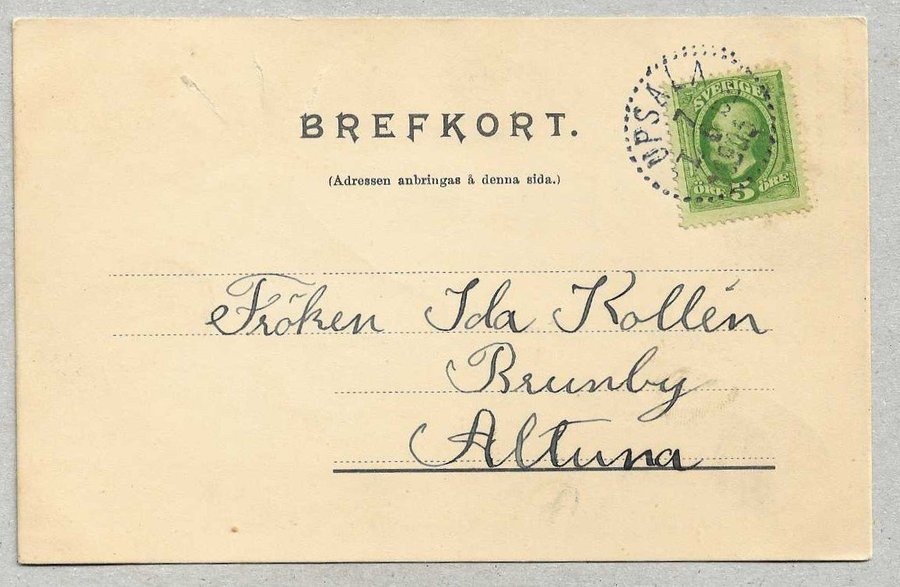 BREFKORT.
(Adressen anbringas å denna sida.)
UPSALA
SVERIGE
ÖRE 5 ÖRE
Fröken Ida Kollén
Brunby
Altuna